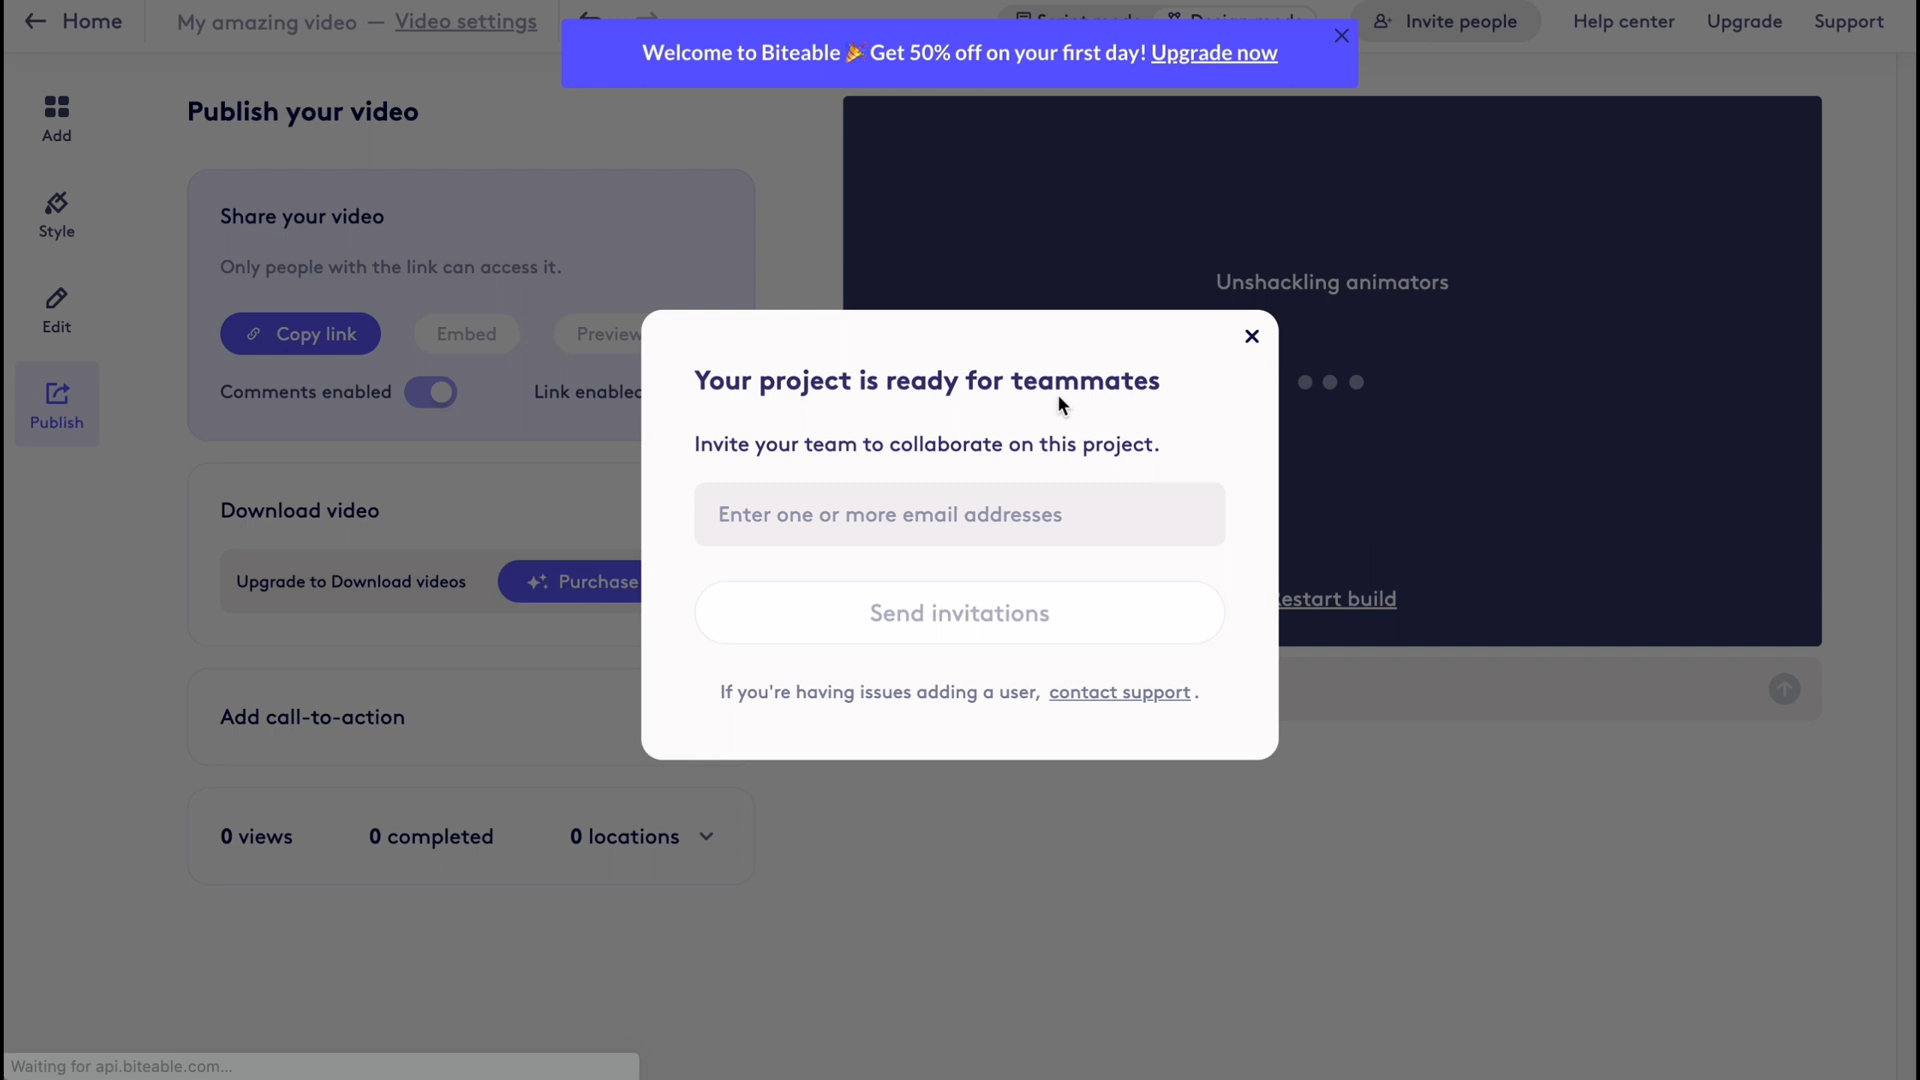 Home
My amazing video — Video settings
Script mode
Design mode
Invite people
Help center
Upgrade
Support
Welcome to Biteable 🎉 Get 50% off on your first day! Upgrade now
Add
Style
Edit
Publish
Publish your video
Share your video
Only people with the link can access it.
Copy link
Embed
Preview
Comments enabled
Link enabled
Download video
Upgrade to Download videos
Purchase
Add call-to-action
0 views
0 completed
0 locations
Unshackling animators
estart build
Your project is ready for teammates
Invite your team to collaborate on this project.
Enter one or more email addresses
Send invitations
If you're having issues adding a user, contact support.
Waiting for api.biteable.com...